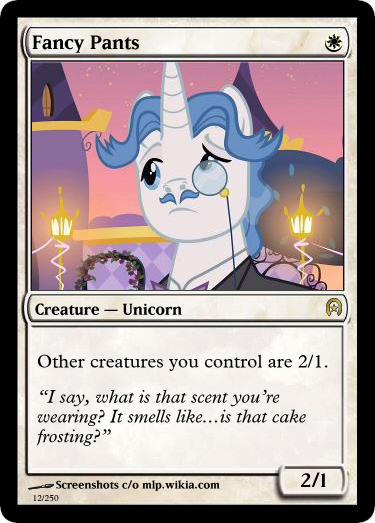 Fancy Pants
Creature — Unicorn
Other creatures you control are 2/1.
“I say, what is that scent you’re
wearing? It smells like...is that cake
frosting?”
Screenshots c/o mlp.wikia.com
12/250
2/1